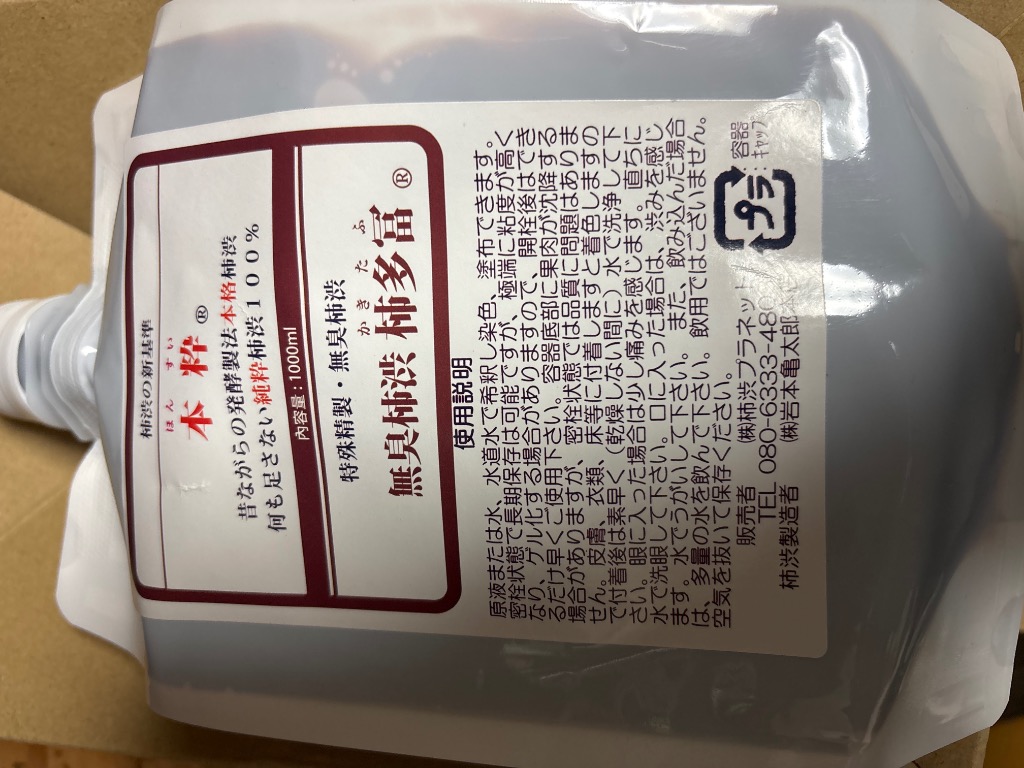 柿渋の新基準
ほん すい
本粋®
昔ながらの発酵製法本格柿渋
何も足さない純粋柿渋100%
内容量:1000ml
特殊精製・無臭柿渋
かき た ふ
無臭柿渋 柿多冨®
使用説明
原液または水、水道水で希釈し染色、塗布できます。
密栓状態で長期保存は可能ですが、極端に粘度が高く
なり、ゲル化する場合がありますので、開栓後はでき
るだけ早くに使用下さい。容器底部に果肉が沈降する
場合がありますが、密栓状態では品質に問題はありま
せん。皮膚、衣類、床等に付着しますと着色しますの
で付着後は素早く(乾燥しない間に)水で洗浄して下
さい。眼に入った場合は少し痛みを感じます。直ちに
水で洗眼して下さい。口に入った場合は、渋みを感じ
ます。水でうがいして下さい。また、飲み込んだ場合
は、多量の水を飲んで下さい。飲用ではございません。
空気を抜いて保存ください。
販売者 ㈱柿渋プラネット
TEL 080-6333-480
柿渋製造者 ㈱岩本亀太郎本
プラ
容器
キャップ